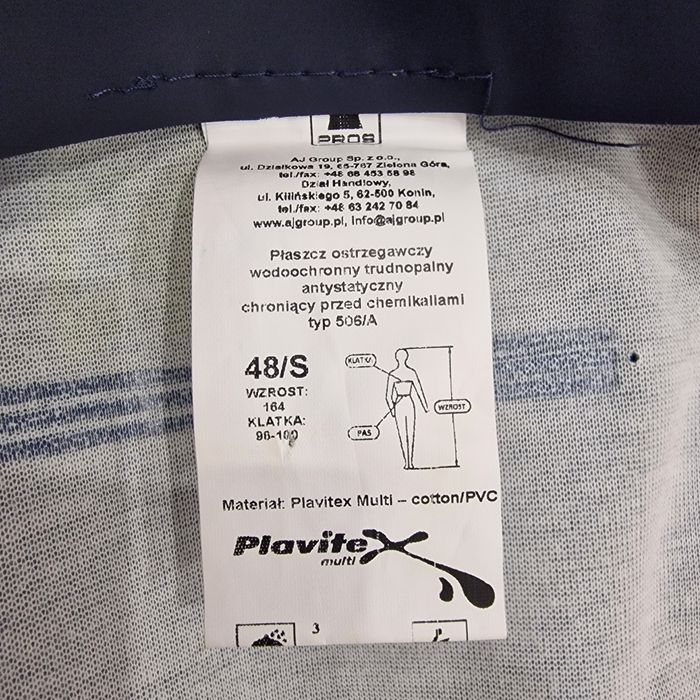 PROS
AJ Group Sp. z o.o.,
ul. Działkowa 19, 65-767 Zielona Góra,
tel./fax: +48 68 453 58 98
Dział Handlowy,
ul. Kilińskiego 5, 62-500 Konin,
tel./fax: +48 63 242 70 84
www.ajgroup.pl, info@ajgroup.pl
Płaszcz ostrzegawczy
wodoochronny trudnopalny
antystatyczny
chroniący przed chemikaliami
typ 506/A
48/S
WZROST:
164
KLATKA:
96-100
KLATKA
WZROST
PAS
Materiał: Plavitex Multi – cotton/PVC
Plavitex
multi
3